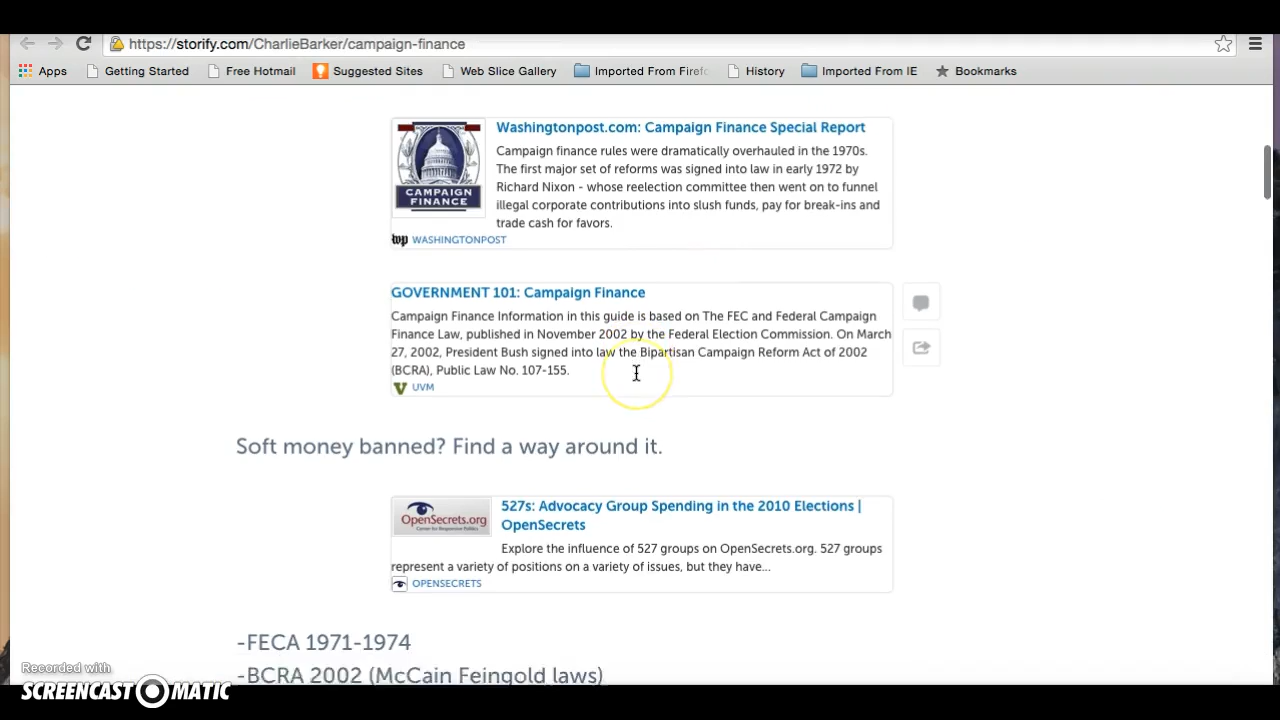 https://storify.com/CharlieBarker/campaign-finance
Apps Getting Started Free Hotmail Suggested Sites Web Slice Gallery Imported From Firefo History Imported From IE Bookmarks
CAMPAIGN
FINANCE
Washingtonpost.com: Campaign Finance Special Report
Campaign finance rules were dramatically overhauled in the 1970s.
The first major set of reforms was signed into law in early 1972 by
Richard Nixon - whose reelection committee then went on to funnel
illegal corporate contributions into slush funds, pay for break-ins and
trade cash for favors.
wp WASHINGTONPOST
GOVERNMENT 101: Campaign Finance
Campaign Finance Information in this guide is based on The FEC and Federal Campaign
Finance Law, published in November 2002 by the Federal Election Commission. On March
27, 2002, President Bush signed into law the Bipartisan Campaign Reform Act of 2002
(BCRA), Public Law No. 107-155.
UVM
Soft money banned? Find a way around it.
OpenSecrets.org
Center for Responsive Politics
527s: Advocacy Group Spending in the 2010 Elections |
OpenSecrets
Explore the influence of 527 groups on OpenSecrets.org. 527 groups
represent a variety of positions on a variety of issues, but they have...
OPENSECRETS
-FECA 1971-1974
-BCRA 2002 (McCain Feingold laws)
Recorded with
SCREENCAST-O-MATIC